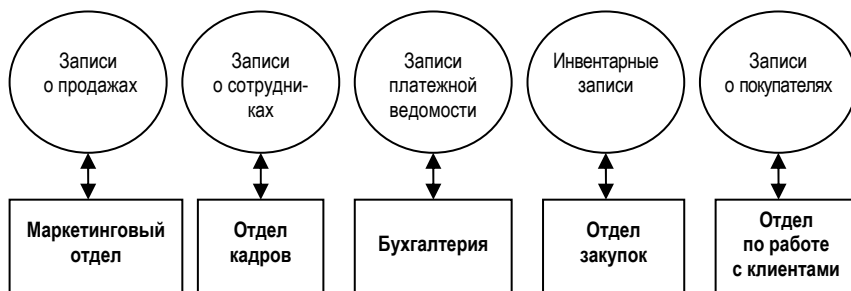 Записи
о продажах
Записи
о сотрудни-
ках
Записи
платежной
ведомости
Инвентарные
записи
Записи
о покупателях
Маркетинговый
отдел
Отдел
кадров
Бухгалтерия
Отдел
закупок
Отдел
по работе
с клиентами